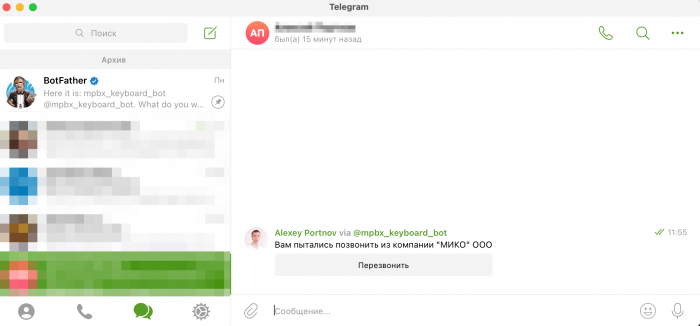 Telegram
Поиск
Архив
BotFather
Пн
Here it is: mpbx_keyboard_bot
@mpbx_keyboard_bot. What do you w...
АП
был(а) 15 минут назад
Alexey Portnov via @mpbx_keyboard_bot
11:55
Вам пытались позвонить из компании "МИКО" ООО
Перезвонить
Сообщение...